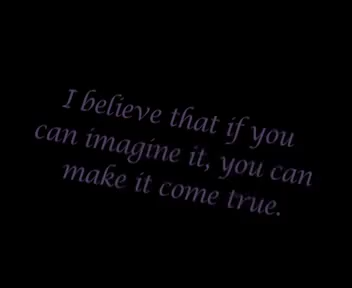 I believe that if you
can imagine it, you can
make it come true.